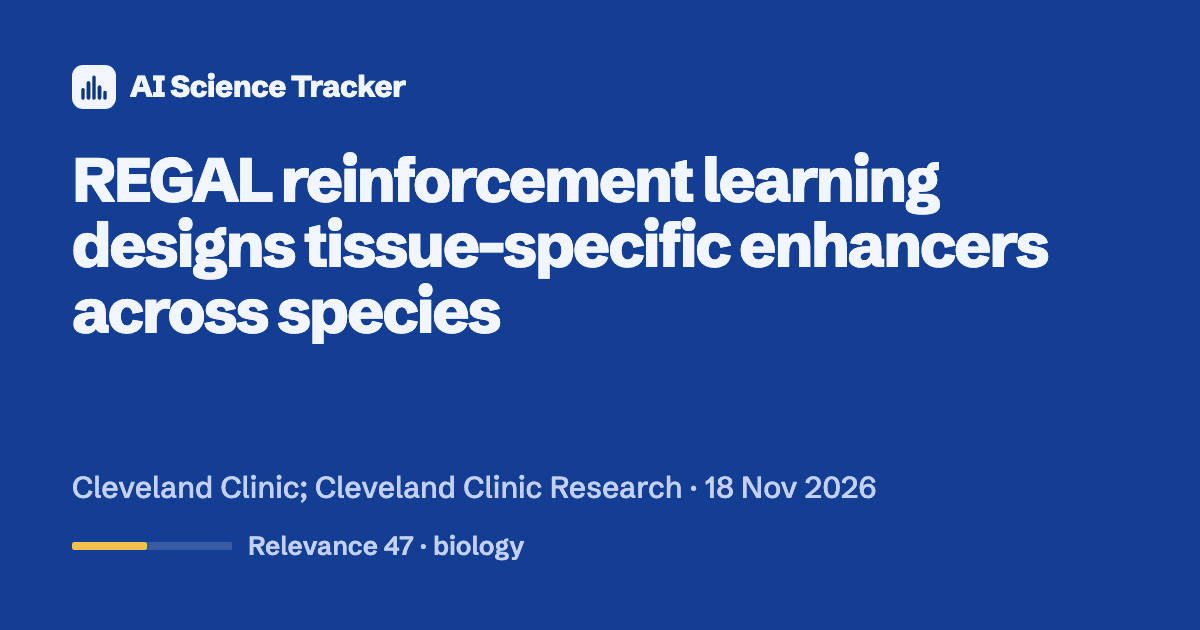 AI Science Tracker
REGAL reinforcement learning
designs tissue-specific enhancers
across species
Cleveland Clinic; Cleveland Clinic Research · 18 Nov 2026
Relevance 47 · biology